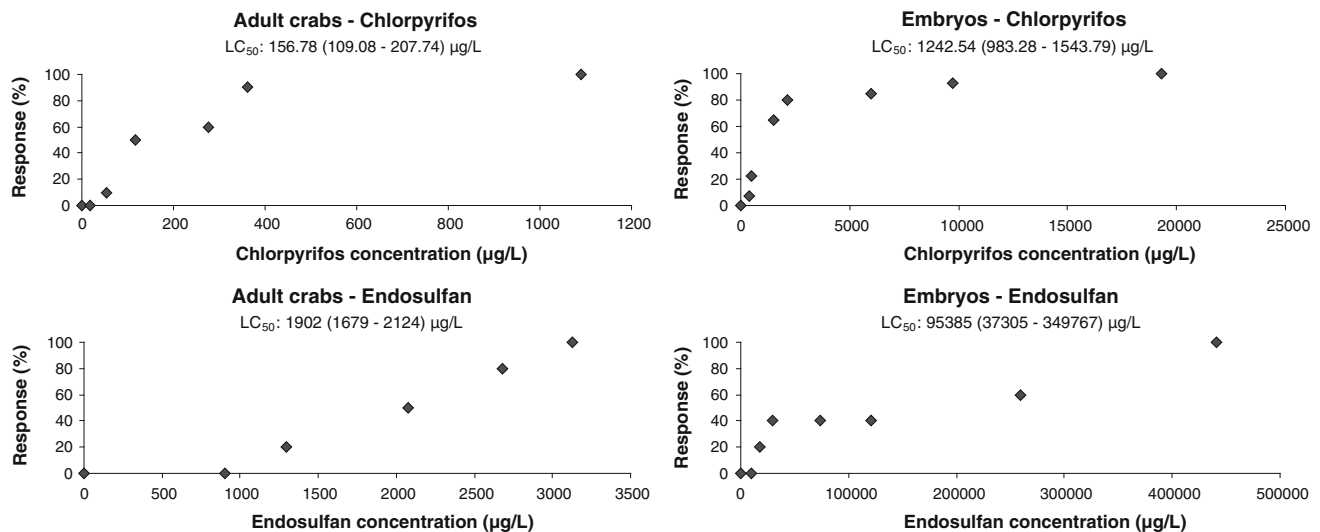 Adult crabs - Chlorpyrifos
LC₅₀: 156.78 (109.08 - 207.74) µg/L
Response (%)
100
80
60
40
20
0
0 200 400 600 800 1000 1200
Chlorpyrifos concentration (µg/L)
Embryos - Chlorpyrifos
LC₅₀: 1242.54 (983.28 - 1543.79) µg/L
Response (%)
100
80
60
40
20
0
0 5000 10000 15000 20000 25000
Chlorpyrifos concentration (µg/L)
Adult crabs - Endosulfan
LC₅₀: 1902 (1679 - 2124) µg/L
Response (%)
100
80
60
40
20
0
0 500 1000 1500 2000 2500 3000 3500
Endosulfan concentration (µg/L)
Embryos - Endosulfan
LC₅₀: 95385 (37305 - 349767) µg/L
Response (%)
100
80
60
40
20
0
0 100000 200000 300000 400000 500000
Endosulfan concentration (µg/L)